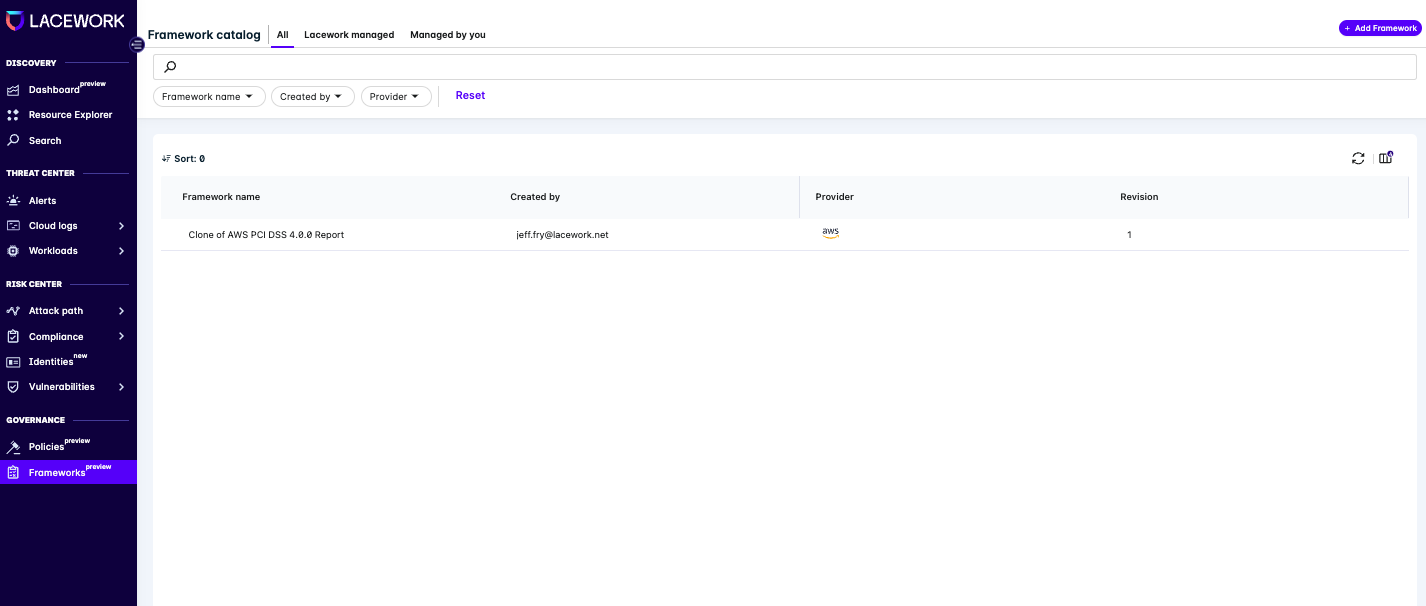 LACEWORK
DISCOVERY
Dashboard preview
Resource Explorer
Search
THREAT CENTER
Alerts
Cloud logs
Workloads
RISK CENTER
Attack path
Compliance
Identities new
Vulnerabilities
GOVERNANCE
Policies preview
Frameworks preview
Framework catalog All Lacework managed Managed by you
+ Add Framework
Framework name Created by Provider Reset
Sort: 0
Framework name Created by Provider Revision
Clone of AWS PCI DSS 4.0.0 Report jeff.fry@lacework.net aws 1